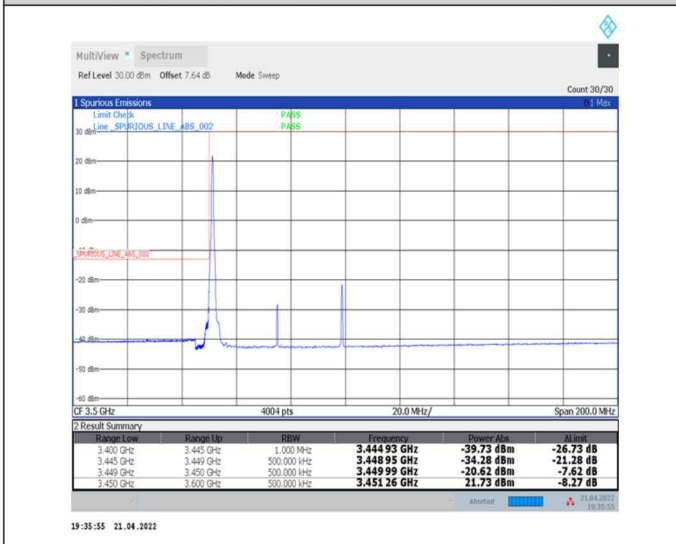 MultiView Spectrum
Ref Level 30.00 dBm Offset 7.64 dB Mode Sweep
Count 30/30
1 Spurious Emissions 1 Max
Limit Check PASS
Line _SPURIOUS_LINE_ABS_002 PASS
30 dBm
20 dBm
10 dBm
0 dBm
_SPURIOUS_LINE_ABS_002
-20 dBm
-30 dBm
-40 dBm
-50 dBm
-60 dBm
CF 3.5 GHz 4004 pts 20.0 MHz/ Span 200.0 MHz
2 Result Summary
Range Low Range Up RBW Frequency Power Abs ΔLimit
3.400 GHz 3.445 GHz 1.000 MHz 3.444 93 GHz -39.73 dBm -26.73 dB
3.445 GHz 3.449 GHz 500.000 kHz 3.448 95 GHz -34.28 dBm -21.28 dB
3.449 GHz 3.450 GHz 500.000 kHz 3.449 99 GHz -20.62 dBm -7.62 dB
3.450 GHz 3.600 GHz 500.000 kHz 3.451 26 GHz 21.73 dBm -8.27 dB
Aborted 21.04.2022
19:35:55
19:35:55 21.04.2022